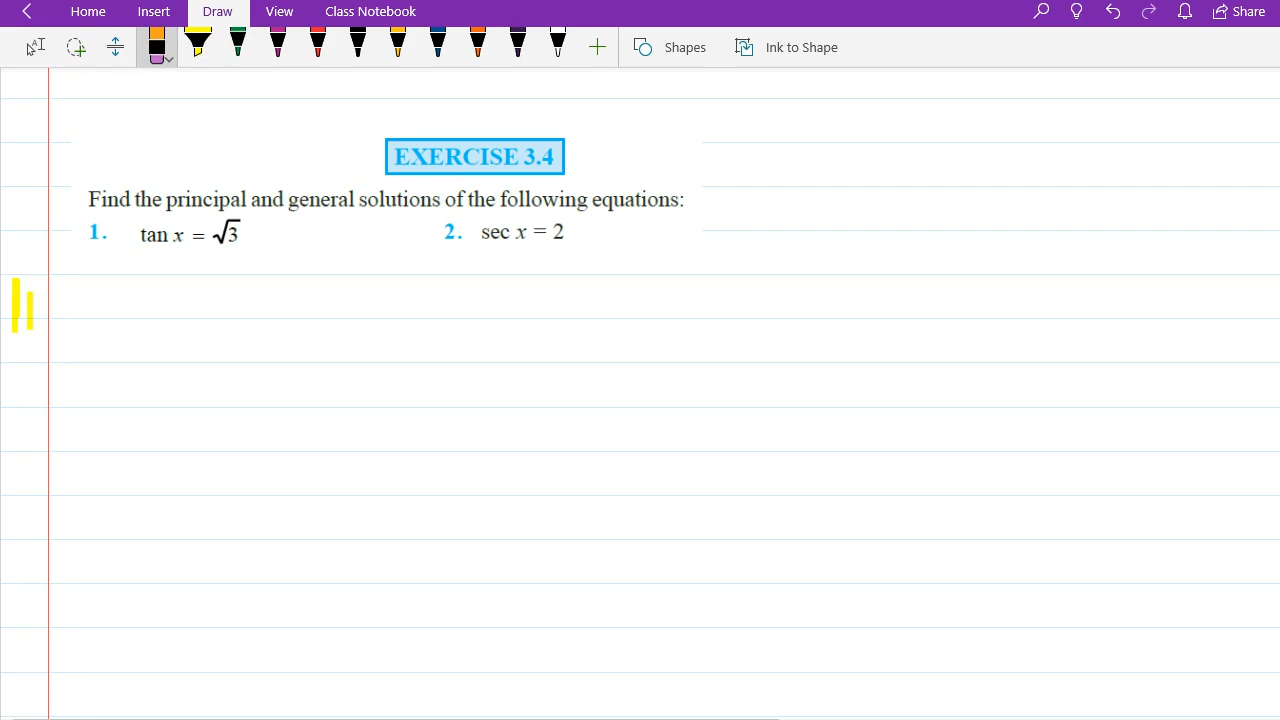 Home Insert Draw View Class Notebook Share
Shapes Ink to Shape
EXERCISE 3.4
Find the principal and general solutions of the following equations:
1. tan x = √3 2. sec x = 2